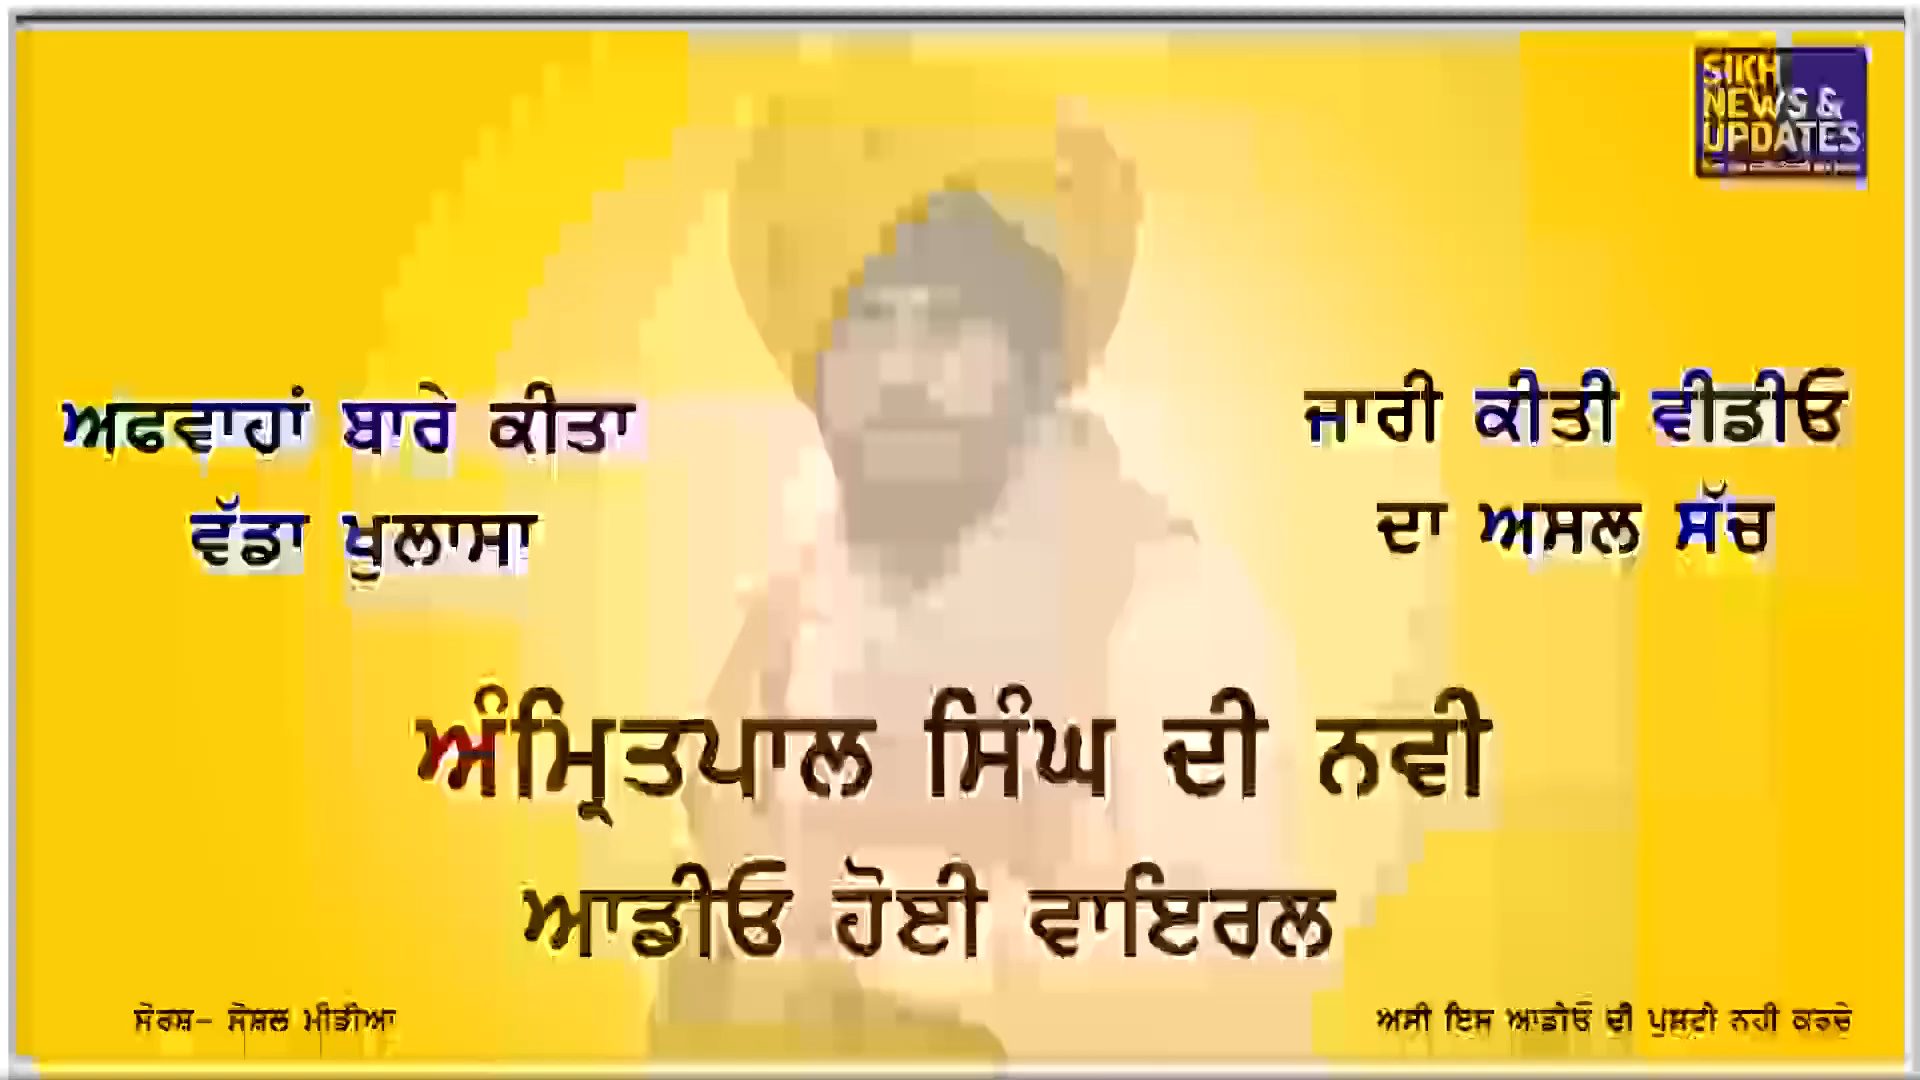 SIKH
NEWS &
UPDATES
ਅਫਵਾਹਾਂ ਬਾਰੇ ਕੀਤਾ
ਵੱਡਾ ਖੁਲਾਸਾ
ਜਾਰੀ ਕੀਤੀ ਵੀਡੀਓ
ਦਾ ਅਸਲ ਸੱਚ
ਅੰਮ੍ਰਿਤਪਾਲ ਸਿੰਘ ਦੀ ਨਵੀ
ਆਡੀਓ ਹੋਈ ਵਾਇਰਲ
ਸੋਰਸ- ਸੋਸ਼ਲ ਮੀਡੀਆ
ਅਸੀ ਇਸ ਆਡੀਓ ਦੀ ਪੁਸ਼ਟੀ ਨਹੀ ਕਰਦੇ